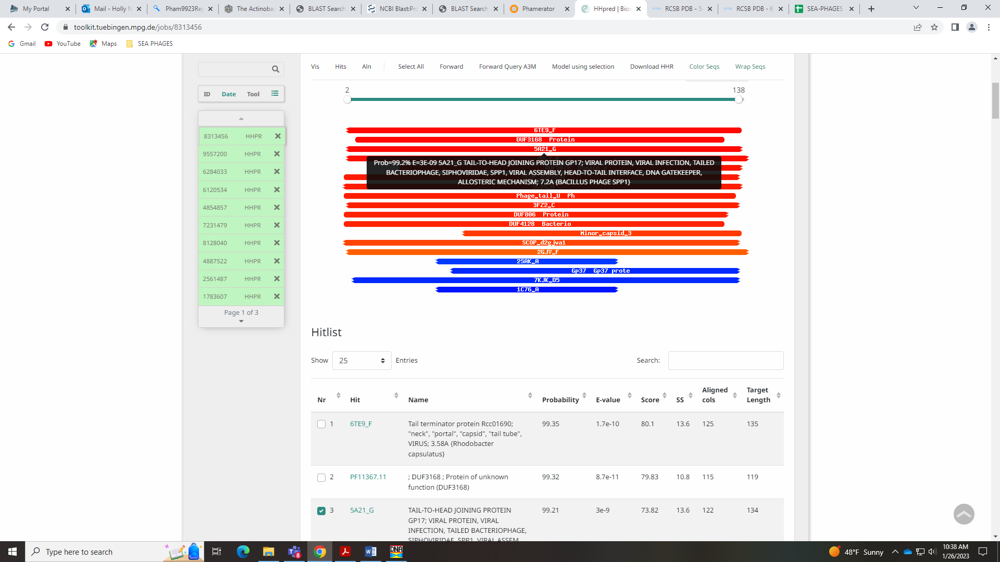 My Portal
Mail - Holly N
Pham9923Re
The Actinoba
BLAST Search
NCBI Blast:Pro
BLAST Search
Phamerator
HHpred | Bioi
RCSB PDB - 5
RCSB PDB - 6
SEA-PHAGES
toolkit.tuebingen.mpg.de/jobs/8313456
Gmail YouTube Maps SEA PHAGES
Vis Hits Aln Select All Forward Forward Query A3M Model using selection Download HHR Color Seqs Wrap Seqs
ID Date Tool
8313456 HHPR
9557200 HHPR
6284033 HHPR
6120534 HHPR
4854857 HHPR
7231479 HHPR
8128040 HHPR
4887522 HHPR
2561487 HHPR
1783607 HHPR
Page 1 of 3
2 138
6TE9_F
DUF3168 Protein
5A21_G
Prob=99.2% E=3E-09 5A21_G TAIL-TO-HEAD JOINING PROTEIN GP17; VIRAL PROTEIN, VIRAL INFECTION, TAILED
BACTERIOPHAGE, SIPHOVIRIDAE, SPP1, VIRAL ASSEMBLY, HEAD-TO-TAIL INTERFACE, DNA GATEKEEPER,
ALLOSTERIC MECHANISM; 7.2A {BACILLUS PHAGE SPP1}
Phage_tail_U Ph
3FZ2_C
DUF806 Protein
DUF4128 Bacterio
Minor_capsid_3
SCOP_d2gjva1
2GJV_F
2SAK_A
Gp37 Gp37 prote
7KJK_D5
1C76_A
Hitlist
Show 25 Entries Search:
Nr Hit Name Probability E-value Score SS Aligned cols Target Length
1 6TE9_F Tail terminator protein Rcc01690; 99.35 1.7e-10 80.1 13.6 125 135
"neck", "portal", "capsid", "tail tube",
VIRUS; 3.58A {Rhodobacter
capsulatus}
2 PF11367.11 ; DUF3168 ; Protein of unknown 99.32 8.7e-11 79.83 10.8 115 119
function (DUF3168)
3 5A21_G TAIL-TO-HEAD JOINING PROTEIN 99.21 3e-9 73.82 13.6 122 134
GP17; VIRAL PROTEIN, VIRAL
INFECTION, TAILED BACTERIOPHAGE,
SIPHOVIRIDAE, SPP1, VIRAL ASSEM
Type here to search
DNA
8
48°F Sunny
10:38 AM
1/26/2023